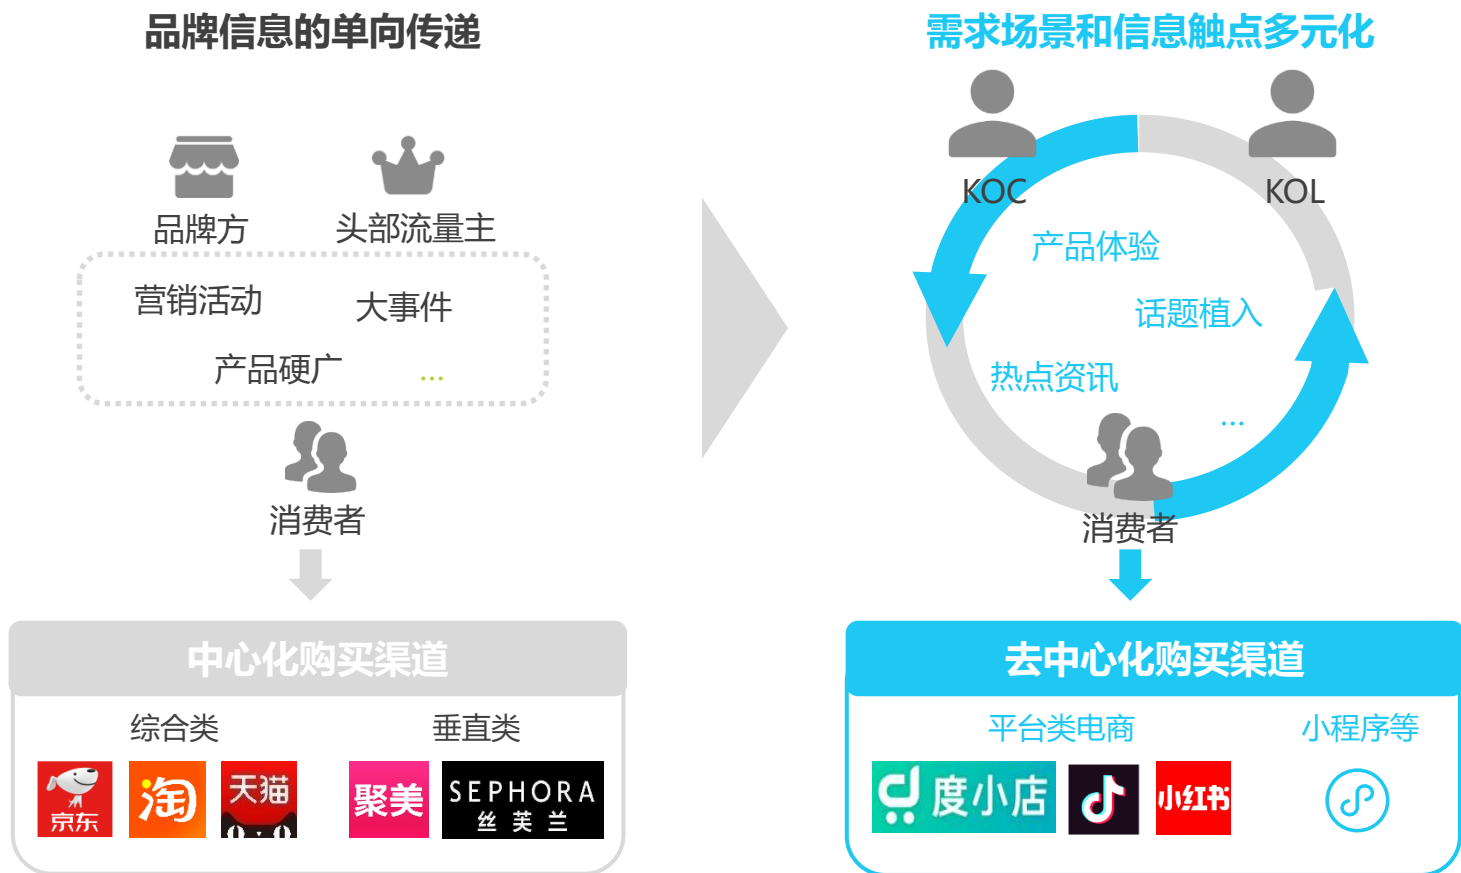 品牌信息的单向传递
品牌方
头部流量主
营销活动
大事件
产品硬广
...
消费者
中心化购买渠道
综合类
垂直类
京东
淘
天猫
聚美
SEPHORA
丝芙兰
需求场景和信息触点多元化
KOC
KOL
产品体验
话题植入
热点资讯
...
消费者
去中心化购买渠道
平台类电商
小程序等
度小店
小红书